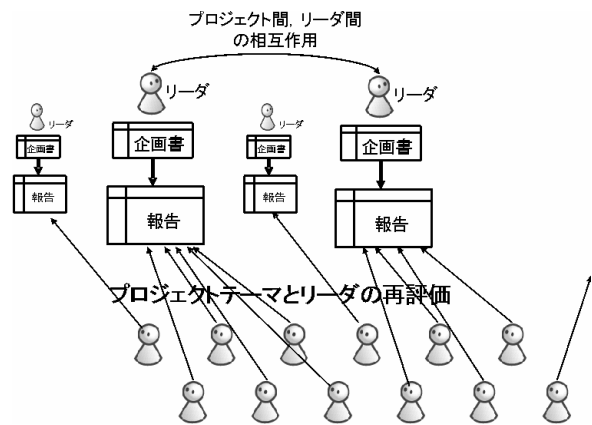 プロジェクト間，リーダ間
の相互作用
リーダ
リーダ
リーダ
リーダ
企画書
企画書
企画書
企画書
報告
報告
報告
報告
プロジェクトテーマとリーダの再評価